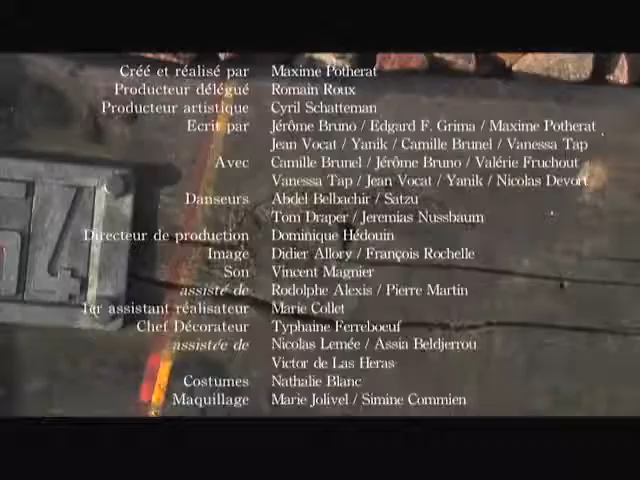 Créé et réalisé par Maxime Potherat
Producteur délégué Romain Roux
Producteur artistique Cyril Schatteman
Ecrit par Jérôme Bruno / Edgard F. Grima / Maxime Potherat
Jean Vocat / Yanik / Camille Brunel / Vanessa Tap
Avec Camille Brunel / Jérôme Bruno / Valérie Fruchout
Vanessa Tap / Jean Vocat / Yanik / Nicolas Devort
Danseurs Abdel Belbachir / Satzu
Tom Draper / Jeremias Nussbaum
Directeur de production Dominique Hédouin
Image Didier Allory / François Rochelle
Son Vincent Magnier
assisté de Rodolphe Alexis / Pierre Martin
1er assistant réalisateur Marie Collet
Chef Décorateur Typhaine Ferreboeuf
assistée de Nicolas Lemée / Assia Beldjerrou
Victor de Las Heras
Costumes Nathalie Blanc
Maquillage Marie Jolivel / Simine Commien
54